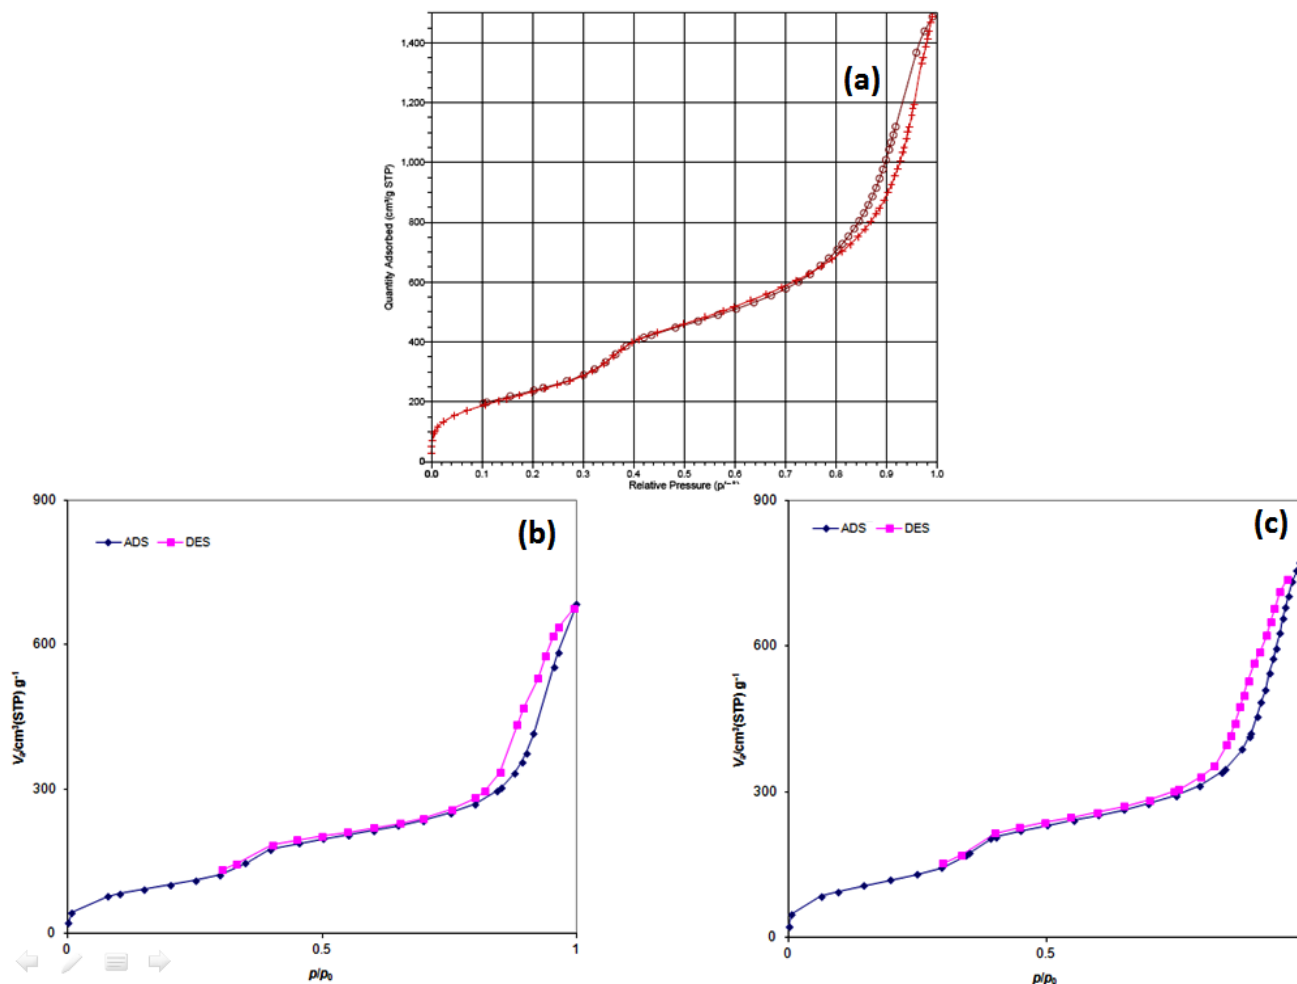 (a)
1,400
1,200
1,000
800
600
400
200
0
Quantity Adsorbed (cm³/g STP)
0.0 0.1 0.2 0.3 0.4 0.5 0.6 0.7 0.8 0.9 1.0
Relative Pressure
(b)
ADS DES
900
600
300
0
Va/cm³(STP) g⁻¹
0 0.5 1
p/p0
(c)
ADS DES
900
600
300
0
Va/cm³(STP) g⁻¹
0 0.5
p/p0